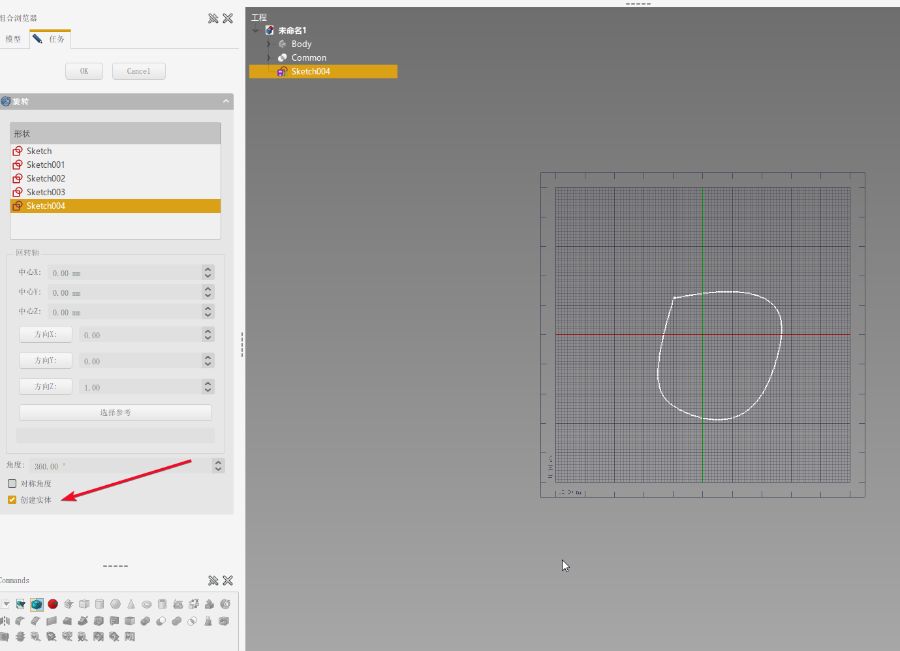 组合浏览器
模型 任务
OK Cancel
旋转
形状
Sketch
Sketch001
Sketch002
Sketch003
Sketch004
回转轴
中心X: 0.00 mm
中心Y: 0.00 mm
中心Z: 0.00 mm
方向X: 0.00
方向Y: 0.00
方向Z: 1.00
选择参考
角度: 360.00 °
对称角度
创建实体
Commands
工程
未命名1
Body
Common
Sketch004